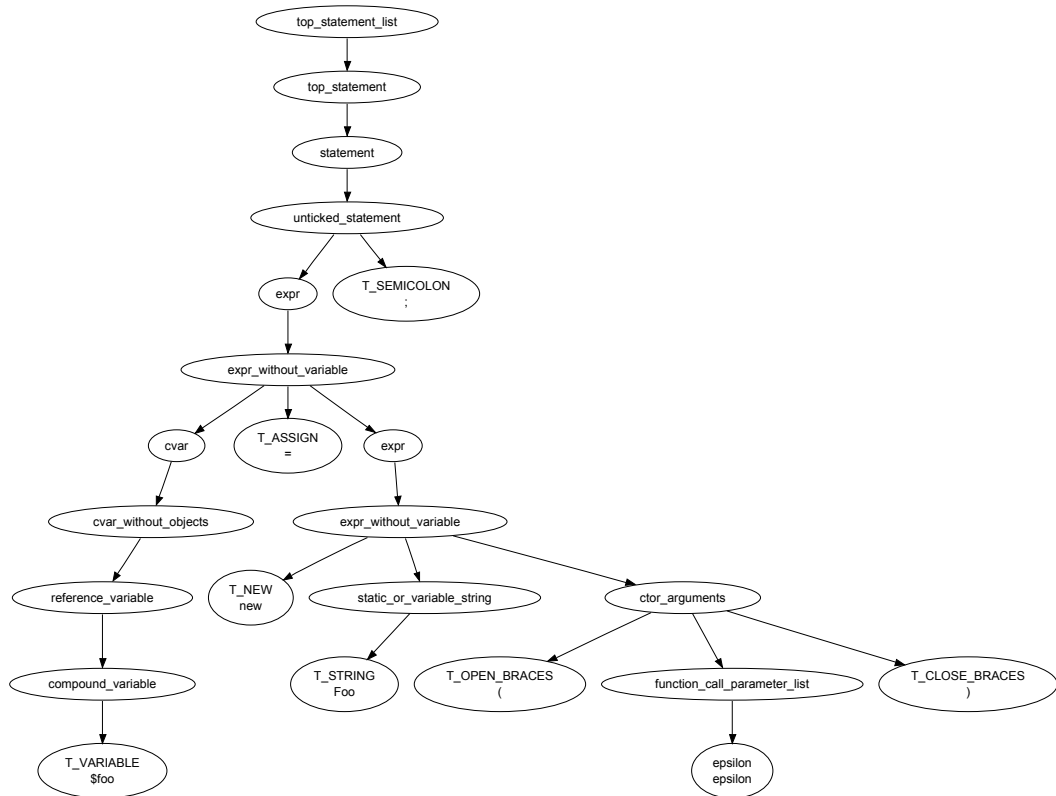 top_statement_list
top_statement
statement
unticked_statement
expr
T_SEMICOLON
;
expr_without_variable
cvar
T_ASSIGN
=
expr
cvar_without_objects
expr_without_variable
reference_variable
T_NEW
new
static_or_variable_string
ctor_arguments
compound_variable
T_STRING
Foo
T_OPEN_BRACES
(
function_call_parameter_list
T_CLOSE_BRACES
)
T_VARIABLE
$foo
epsilon
epsilon